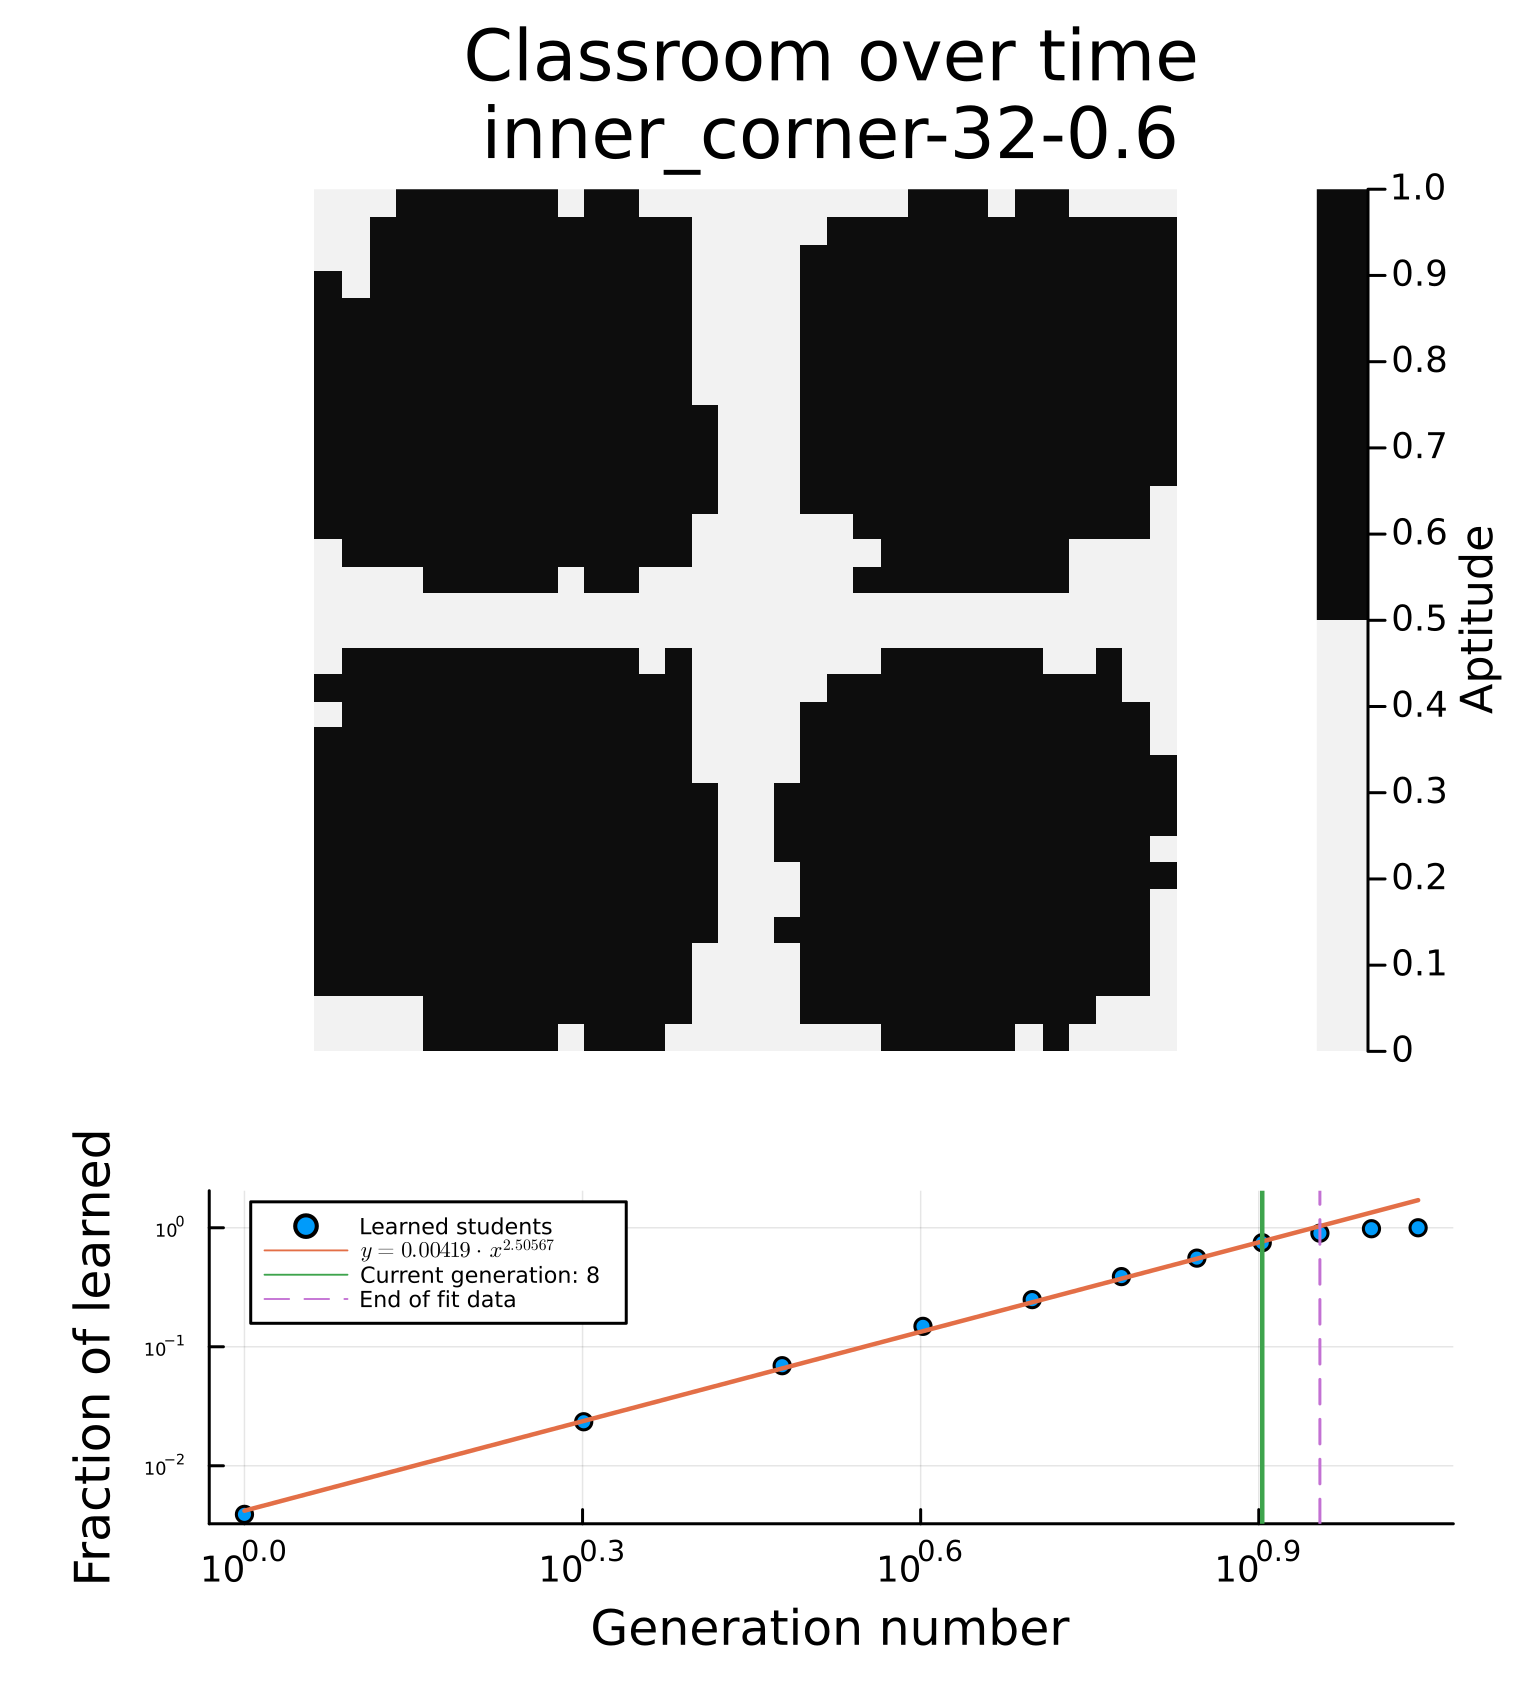 Classroom over time
inner_corner-32-0.6
1.0
0.9
0.8
0.7
0.6
0.5
0.4
0.3
0.2
0.1
0
Aptitude
Fraction of learned
10^0
10^-1
10^-2
Learned students
y = 0.00419 · x^2.50567
Current generation: 8
End of fit data
10^0.0
10^0.3
10^0.6
10^0.9
Generation number